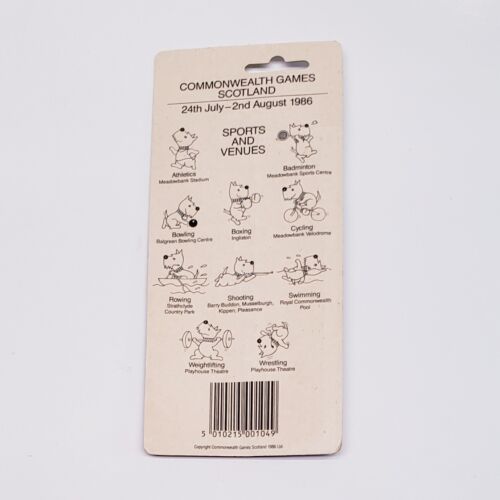 COMMONWEALTH GAMES
SCOTLAND
24th July – 2nd August 1986
SPORTS
AND
VENUES
Athletics
Meadowbank Stadium
Badminton
Meadowbank Sports Centre
Bowling
Balgreen Bowling Centre
Boxing
Ingliston
Cycling
Meadowbank Velodrome
Rowing
Strathclyde
Country Park
Shooting
Barry Buddon, Musselburgh,
Kippen, Pleasance
Swimming
Royal Commonwealth
Pool
Weightlifting
Playhouse Theatre
Wrestling
Playhouse Theatre
5 010215 001049
Copyright Commonwealth Games Scotland 1986 Ltd